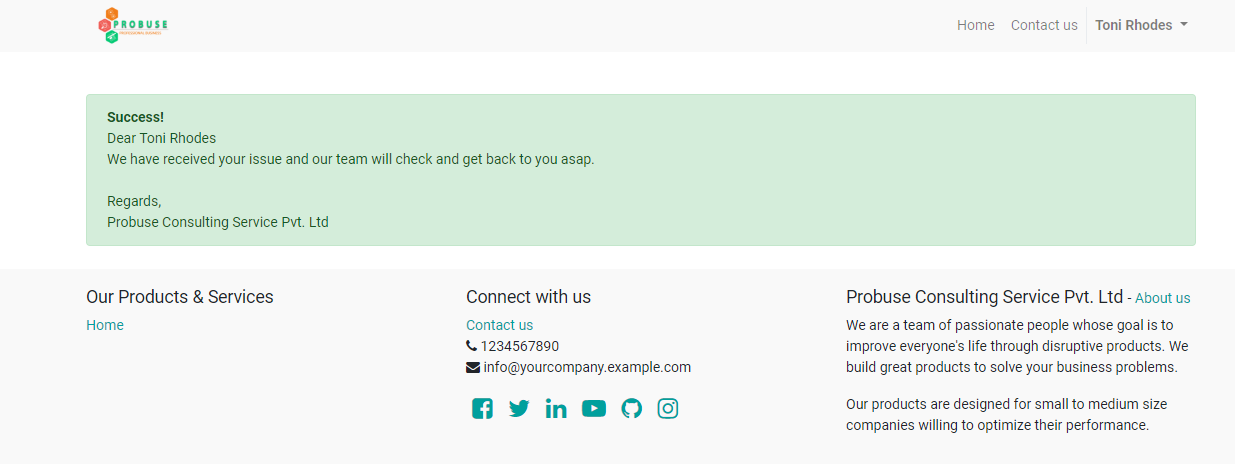 PROBUSE
Home
Contact us
Toni Rhodes
Success!
Dear Toni Rhodes
We have received your issue and our team will check and get back to you asap.
Regards,
Probuse Consulting Service Pvt. Ltd
Our Products & Services
Home
Connect with us
Contact us
1234567890
info@yourcompany.example.com
Probuse Consulting Service Pvt. Ltd - About us
We are a team of passionate people whose goal is to
improve everyone's life through disruptive products. We
build great products to solve your business problems.
Our products are designed for small to medium size
companies willing to optimize their performance.